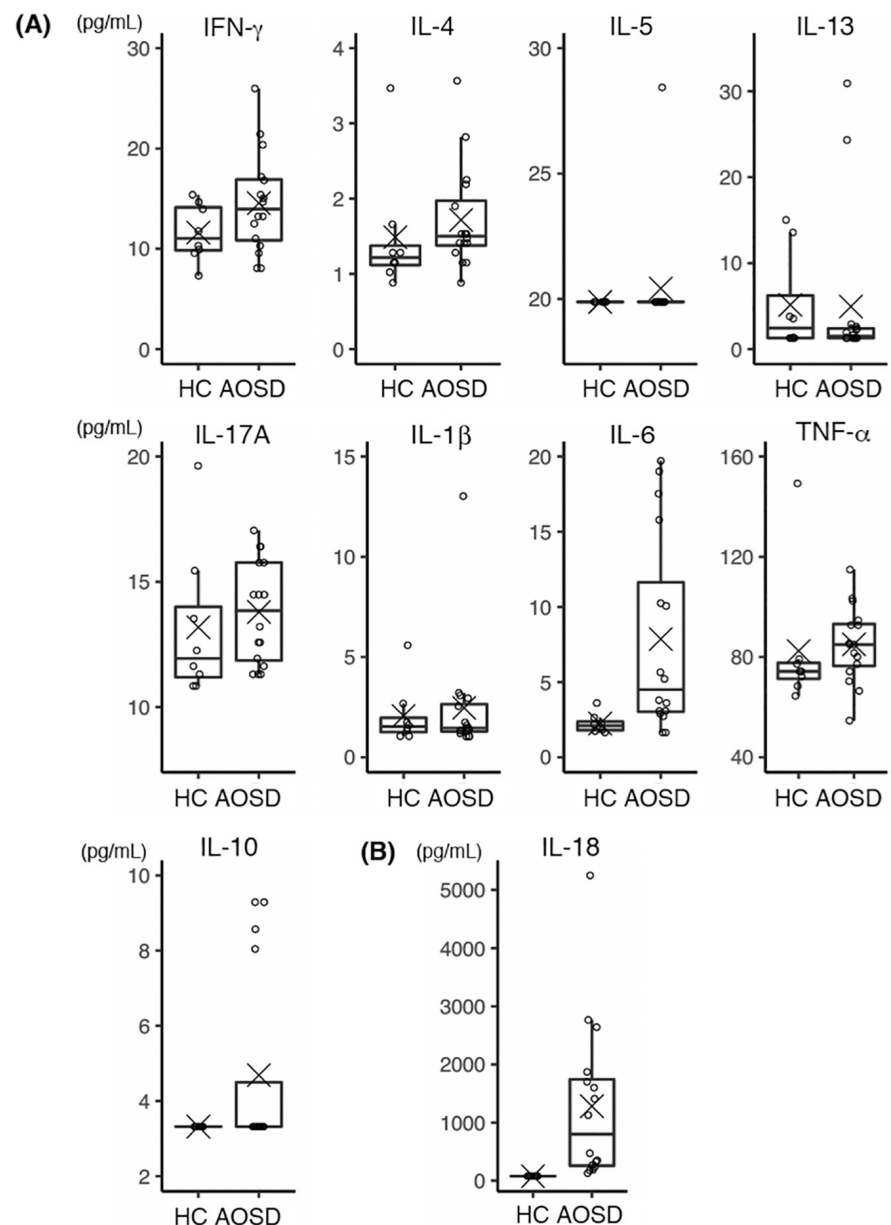 (A) (pg/mL) IFN-γ IL-4 IL-5 IL-13
30 4 30 30
20 3 25 20
10 2 20 10
0 1 0
0
HC AOSD HC AOSD HC AOSD HC AOSD
(pg/mL) IL-17A IL-1β IL-6 TNF-α
20 15 20 160
15 10 15 120
10 5 10 80
0 5 40
0
HC AOSD HC AOSD HC AOSD HC AOSD
(pg/mL) IL-10 (B) (pg/mL) IL-18
10 5000
8 4000
6 3000
4 2000
2 1000
0
HC AOSD HC AOSD